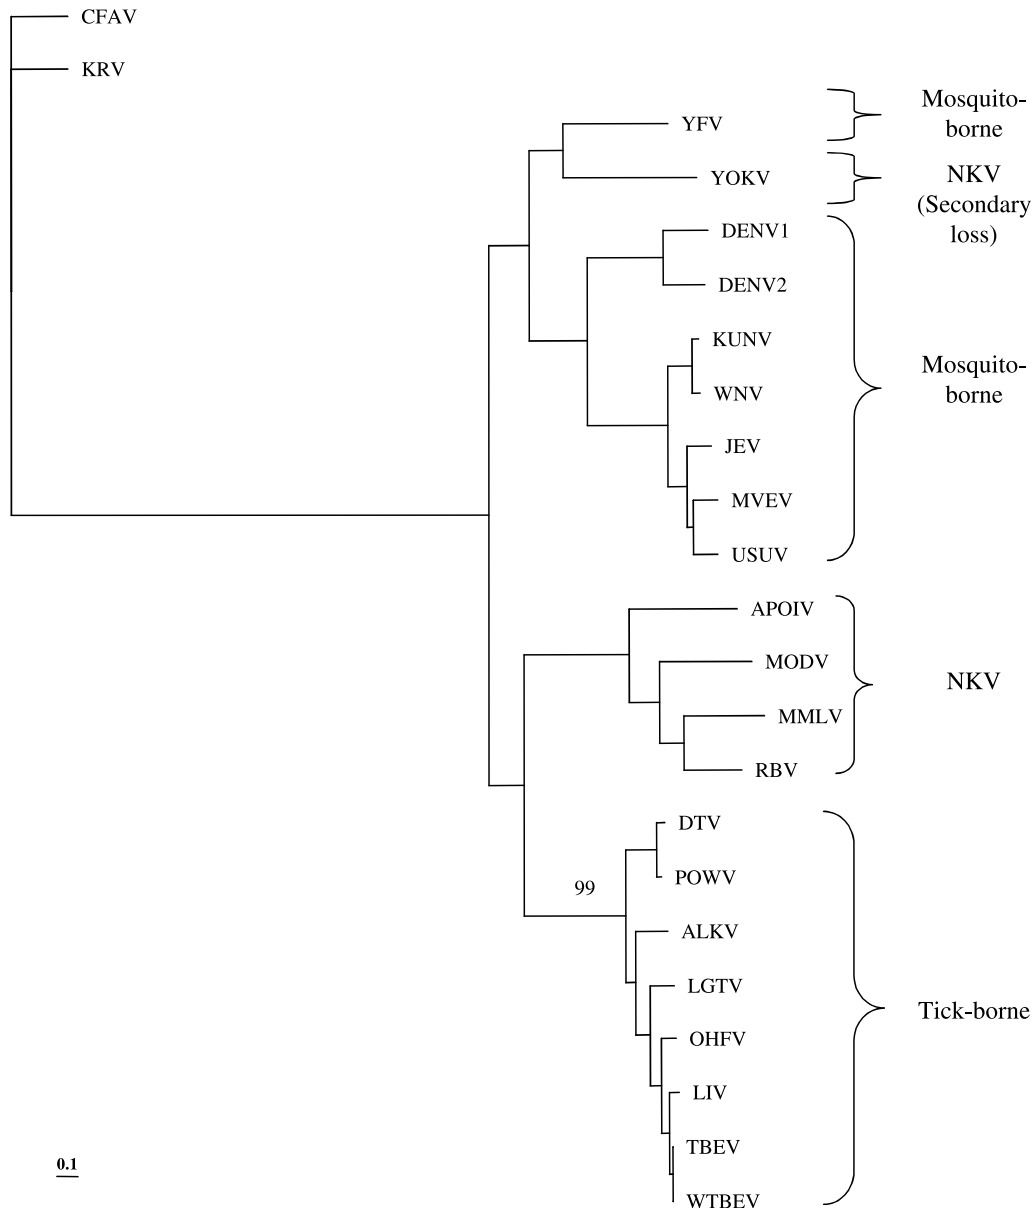 CFAV
KRV
YFV
Mosquito-
borne
YOKV
NKV
(Secondary
loss)
DENV1
DENV2
KUNV
WNV
JEV
MVEV
USUV
Mosquito-
borne
APOIV
MODV
MMLV
RBV
NKV
DTV
POWV
99
ALKV
LGTV
OHFV
LIV
TBEV
WTBEV
Tick-borne
0.1